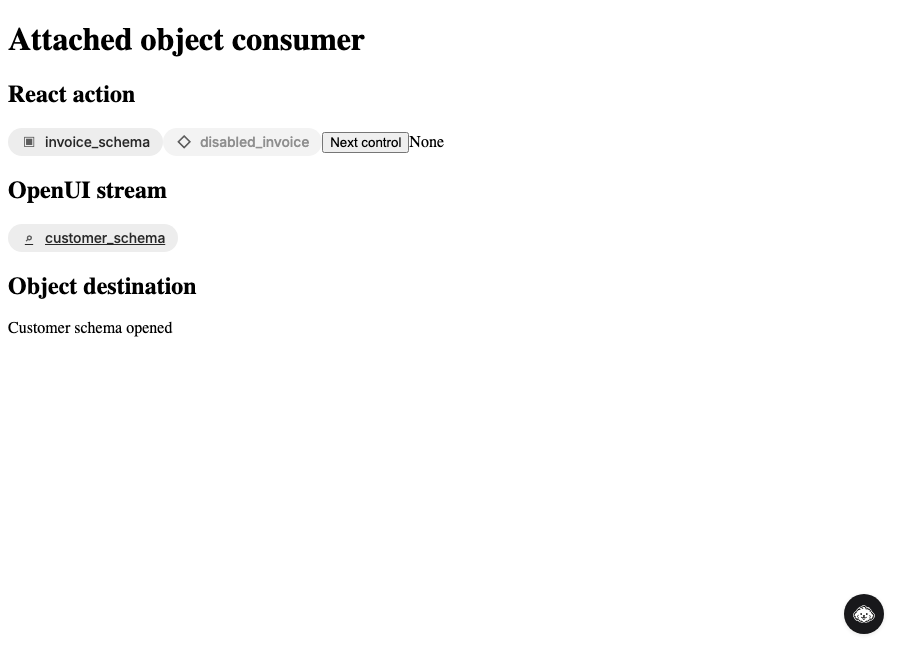 Attached object consumer
React action
invoice_schema disabled_invoice Next control None
OpenUI stream
customer_schema
Object destination
Customer schema opened